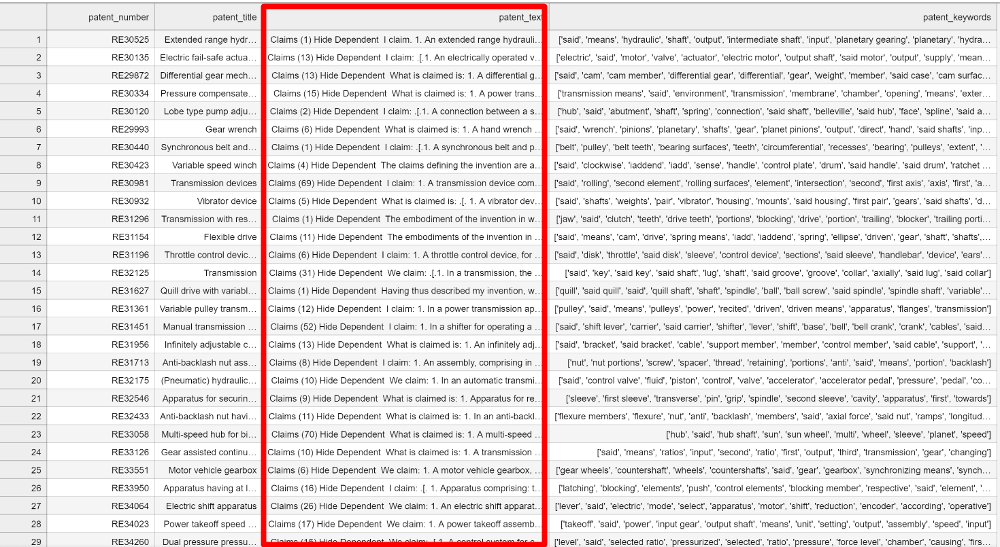 patent_number patent_title patent_text patent_keywords
1 RE30525 Extended range hydr... Claims (1) Hide Dependent I claim. 1. An extended range hydrauli... ['said', 'means', 'hydraulic', 'shaft', 'output', 'intermediate shaft', 'input', 'planetary gearing', 'planetary', 'hydra...
2 RE30135 Electric fail-safe actua... Claims (13) Hide Dependent I claim: .[.1. An electrically operated v... ['electric', 'said', 'motor', 'valve', 'actuator', 'electric motor', 'output shaft', 'said motor', 'output', 'supply', 'mean...
3 RE29872 Differential gear mech... Claims (13) Hide Dependent What is claimed is: 1. A differential g... ['said', 'cam', 'cam member', 'differential gear', 'differential', 'gear', 'weight', 'member', 'said case', 'cam surfac...
4 RE30334 Pressure compensate... Claims (15) Hide Dependent What is claimed is: 1. A power trans... ['transmission means', 'said', 'environment', 'transmission', 'membrane', 'chamber', 'opening', 'means', 'exter...
5 RE30120 Lobe type pump adju... Claims (2) Hide Dependent I claim: .[.1. A connection between a s... ['hub', 'said', 'abutment', 'shaft', 'spring', 'connection', 'said shaft', 'belleville', 'said hub', 'face', 'spline', 'said a...
6 RE29993 Gear wrench Claims (6) Hide Dependent What is claimed is: 1. A hand wrench ... ['said', 'wrench', 'pinions', 'planetary', 'shafts', 'gear', 'planet pinions', 'output', 'direct', 'hand', 'said shafts', 'inp...
7 RE30440 Synchronous belt and... Claims (1) Hide Dependent I claim: .[.1. A synchronous belt and p... ['belt', 'pulley', 'belt teeth', 'bearing surfaces', 'teeth', 'circumferential', 'recesses', 'bearing', 'pulleys', 'extent', '...
8 RE30423 Variable speed winch Claims (4) Hide Dependent The claims defining the invention are a... ['said', 'clockwise', 'iaddend', 'iadd', 'sense', 'handle', 'control plate', 'drum', 'said handle', 'said drum', 'ratchet ...
9 RE30981 Transmission devices Claims (69) Hide Dependent I claim: 1. A transmission device com... ['said', 'rolling', 'second element', 'rolling surfaces', 'element', 'intersection', 'second', 'first axis', 'axis', 'first', 'a...
10 RE30932 Vibrator device Claims (5) Hide Dependent What is claimed is: .[. 1. A vibrator dev... ['said', 'shafts', 'weights', 'pair', 'vibrator', 'housing', 'mounts', 'said housing', 'first pair', 'gears', 'said shafts', 'd...
11 RE31296 Transmission with res... Claims (1) Hide Dependent The embodiment of the invention in w... ['jaw', 'said', 'clutch', 'teeth', 'drive teeth', 'portions', 'blocking', 'drive', 'portion', 'trailing', 'blocker', 'trailing porti...
12 RE31154 Flexible drive Claims (11) Hide Dependent The embodiments of the invention in ... ['said', 'means', 'cam', 'drive', 'spring means', 'iadd', 'iaddend', 'spring', 'ellipse', 'driven', 'gear', 'shaft', 'shafts',...
13 RE31196 Throttle control devic... Claims (6) Hide Dependent I claim: 1. A throttle control device, for ... ['said', 'disk', 'throttle', 'said disk', 'sleeve', 'control device', 'sections', 'said sleeve', 'handlebar', 'device', 'ears'...
14 RE32125 Transmission Claims (31) Hide Dependent We claim: .[.1. In a transmission, the ... ['said', 'key', 'said key', 'said shaft', 'lug', 'shaft', 'said groove', 'groove', 'collar', 'axially', 'said lug', 'said collar']
15 RE31627 Quill drive with variabl... Claims (1) Hide Dependent Having thus described my invention, w... ['quill', 'said quill', 'said', 'quill shaft', 'shaft', 'spindle', 'ball', 'ball screw', 'said spindle', 'spindle shaft', 'variable'...
16 RE31361 Variable pulley transm... Claims (12) Hide Dependent I claim: 1. In a power transmission ap... ['pulley', 'said', 'means', 'pulleys', 'power', 'recited', 'driven', 'driven means', 'apparatus', 'flanges', 'transmission']
17 RE31451 Manual transmission ... Claims (52) Hide Dependent I claim: 1. In a shifter for operating a ... ['said', 'shift lever', 'carrier', 'said carrier', 'shifter', 'lever', 'shift', 'base', 'bell', 'bell crank', 'crank', 'cables', 'said...
18 RE31956 Infinitely adjustable c... Claims (13) Hide Dependent What is claimed is: 1. An infinitely adj... ['said', 'bracket', 'said bracket', 'cable', 'support member', 'member', 'control member', 'said cable', 'support', '...
19 RE31713 Anti-backlash nut ass... Claims (8) Hide Dependent I claim: 1. An assembly, comprising in ... ['nut', 'nut portions', 'screw', 'spacer', 'thread', 'retaining', 'portions', 'anti', 'said', 'means', 'portion', 'backlash']
20 RE32175 (Pneumatic) hydraulic... Claims (10) Hide Dependent We claim: 1. In an automatic transmi... ['said', 'control valve', 'fluid', 'piston', 'control', 'valve', 'accelerator', 'accelerator pedal', 'pressure', 'pedal', 'co...
21 RE32546 Apparatus for securin... Claims (9) Hide Dependent What is claimed is: 1. Apparatus for re... ['sleeve', 'first sleeve', 'transverse', 'pin', 'grip', 'spindle', 'second sleeve', 'cavity', 'apparatus', 'first', 'towards']
22 RE32433 Anti-backlash nut havi... Claims (11) Hide Dependent What is claimed is: 1. In an anti-backl... ['flexure members', 'flexure', 'nut', 'anti', 'backlash', 'members', 'said', 'axial force', 'said nut', 'ramps', 'longitud...
23 RE33058 Multi-speed hub for bi... Claims (70) Hide Dependent What is claimed is: 1. A multi-speed ... ['hub', 'said', 'hub shaft', 'sun', 'sun wheel', 'multi', 'wheel', 'sleeve', 'planet', 'speed']
24 RE33126 Gear assisted continu... Claims (10) Hide Dependent What is claimed is: 1. A transmission ... ['said', 'means', 'ratios', 'input', 'second', 'ratio', 'first', 'output', 'third', 'transmission', 'gear', 'changing']
25 RE33551 Motor vehicle gearbox Claims (6) Hide Dependent We claim: 1. A motor vehicle gearbox, ... ['gear wheels', 'countershaft', 'wheels', 'countershafts', 'said', 'gear', 'gearbox', 'synchronizing means', 'synch...
26 RE33950 Apparatus having at l... Claims (16) Hide Dependent I claim: .[. 1. Apparatus comprising: t... ['latching', 'blocking', 'elements', 'push', 'control elements', 'blocking member', 'respective', 'said', 'element', '...
27 RE34064 Electric shift apparatus Claims (26) Hide Dependent We claim: 1. An electric shift apparat... ['lever', 'said', 'electric', 'mode', 'select', 'apparatus', 'motor', 'shift', 'reduction', 'encoder', 'according', 'operative']
28 RE34023 Power takeoff speed ... Claims (17) Hide Dependent We claim: 1. A power takeoff assemb... ['takeoff', 'said', 'power', 'input gear', 'output shaft', 'means', 'unit', 'setting', 'output', 'assembly', 'speed', 'input']
29 RE34260 Dual pressure pressu... Claims (15) Hide Dependent We claim: .[.1. A control system for ['level', 'said', 'selected ratio', 'pressurized', 'selected', 'ratio', 'pressure', 'force level', 'chamber', 'causing', 'firs...